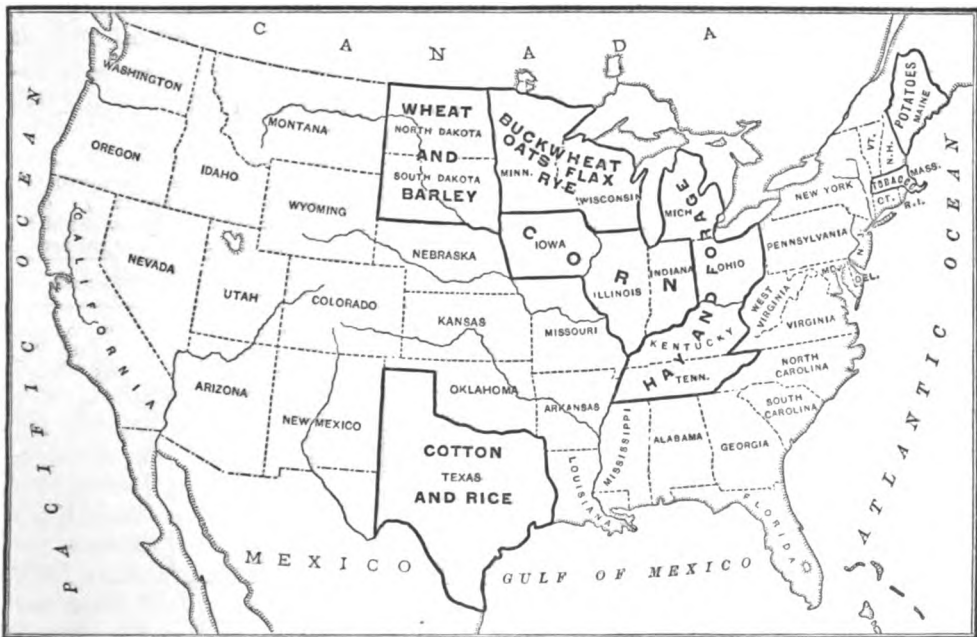 C A N A D A
WASHINGTON
MONTANA
OREGON
IDAHO
WYOMING
WHEAT
NORTH DAKOTA
AND
SOUTH DAKOTA
BARLEY
BUCKWHEAT
OATS FLAX
RYE
MINN.
WISCONSIN
MICH.
POTATOES
MAINE
VT.
N.H.
MASS.
TOBAC
CT.
R.I.
NEW YORK
PENNSYLVANIA
N.J.
MD.
DEL.
CALIFORNIA
NEVADA
UTAH
COLORADO
NEBRASKA
KANSAS
CORN
IOWA
ILLINOIS
INDIANA
OHIO
HAY AND FORAGE
KENTUCKY
TENN.
WEST
VIRGINIA
VIRGINIA
NORTH
CAROLINA
SOUTH
CAROLINA
MISSOURI
ARKANSAS
OKLAHOMA
ARIZONA
NEW MEXICO
COTTON
TEXAS
AND RICE
LOUISIANA
MISSISSIPPI
ALABAMA
GEORGIA
FLORIDA
PACIFIC OCEAN
ATLANTIC OCEAN
MEXICO
GULF OF MEXICO